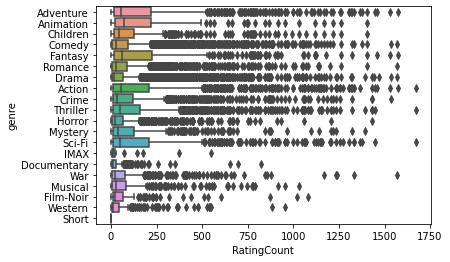 Adventure
Animation
Children
Comedy
Fantasy
Romance
Drama
Action
Crime
Thriller
Horror
Mystery
Sci-Fi
IMAX
Documentary
War
Musical
Film-Noir
Western
Short
genre
0 250 500 750 1000 1250 1500 1750
RatingCount